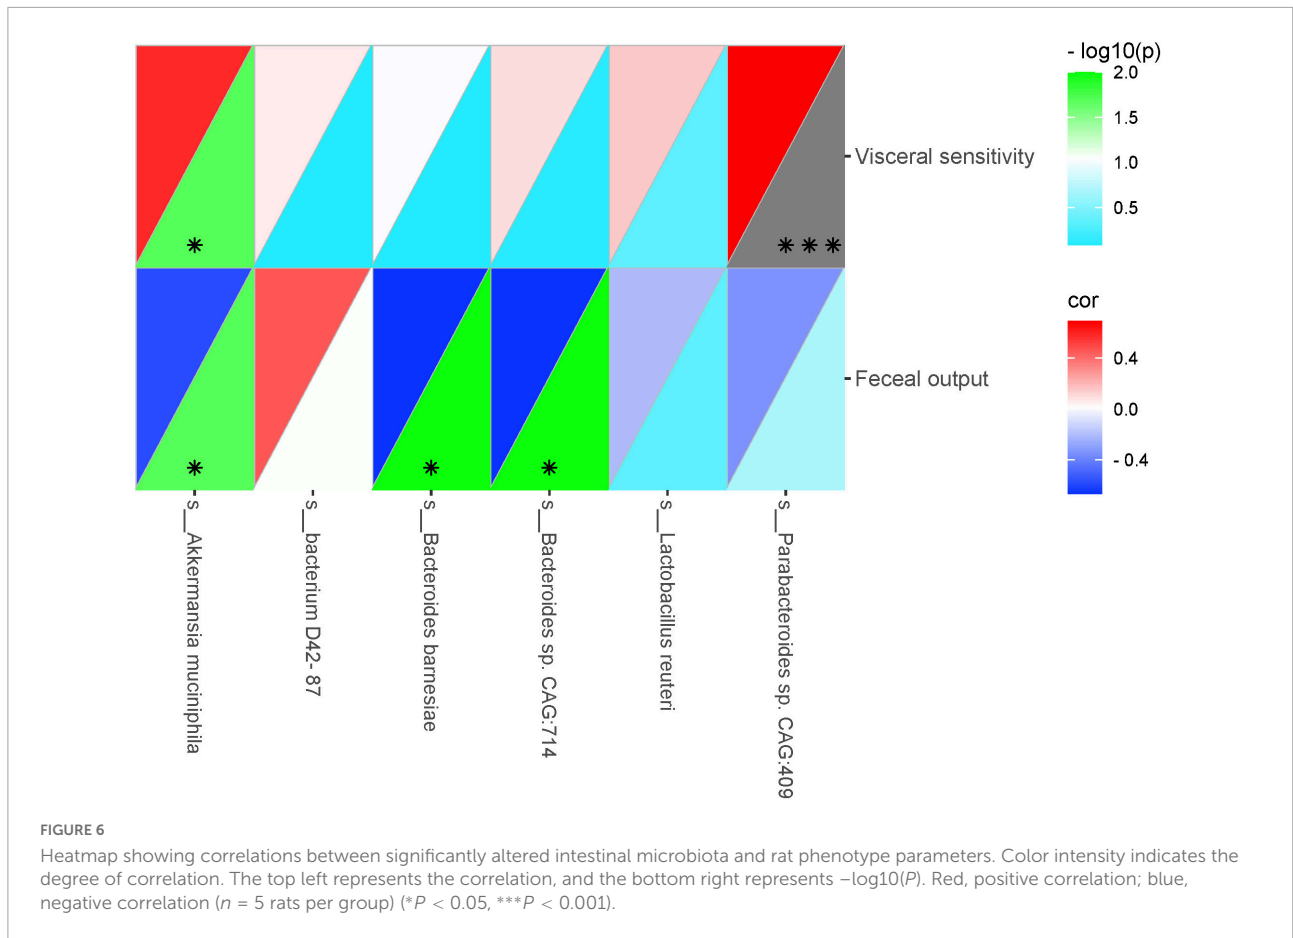 - log10(p)
2.0
1.5
1.0
0.5
Visceral sensitivity
cor
0.4
0.0
- 0.4
Feceal output
*
* * *
*
*
*
s__Akkermansia muciniphila
s__bacterium D42- 87
s__Bacteroides barnesiae
s__Bacteroides sp. CAG:714
s__Lactobacillus reuteri
s__Parabacteroides sp. CAG:409
FIGURE 6
Heatmap showing correlations between significantly altered intestinal microbiota and rat phenotype parameters. Color intensity indicates the
degree of correlation. The top left represents the correlation, and the bottom right represents –log10(P). Red, positive correlation; blue,
negative correlation (n = 5 rats per group) (*P < 0.05, ***P < 0.001).